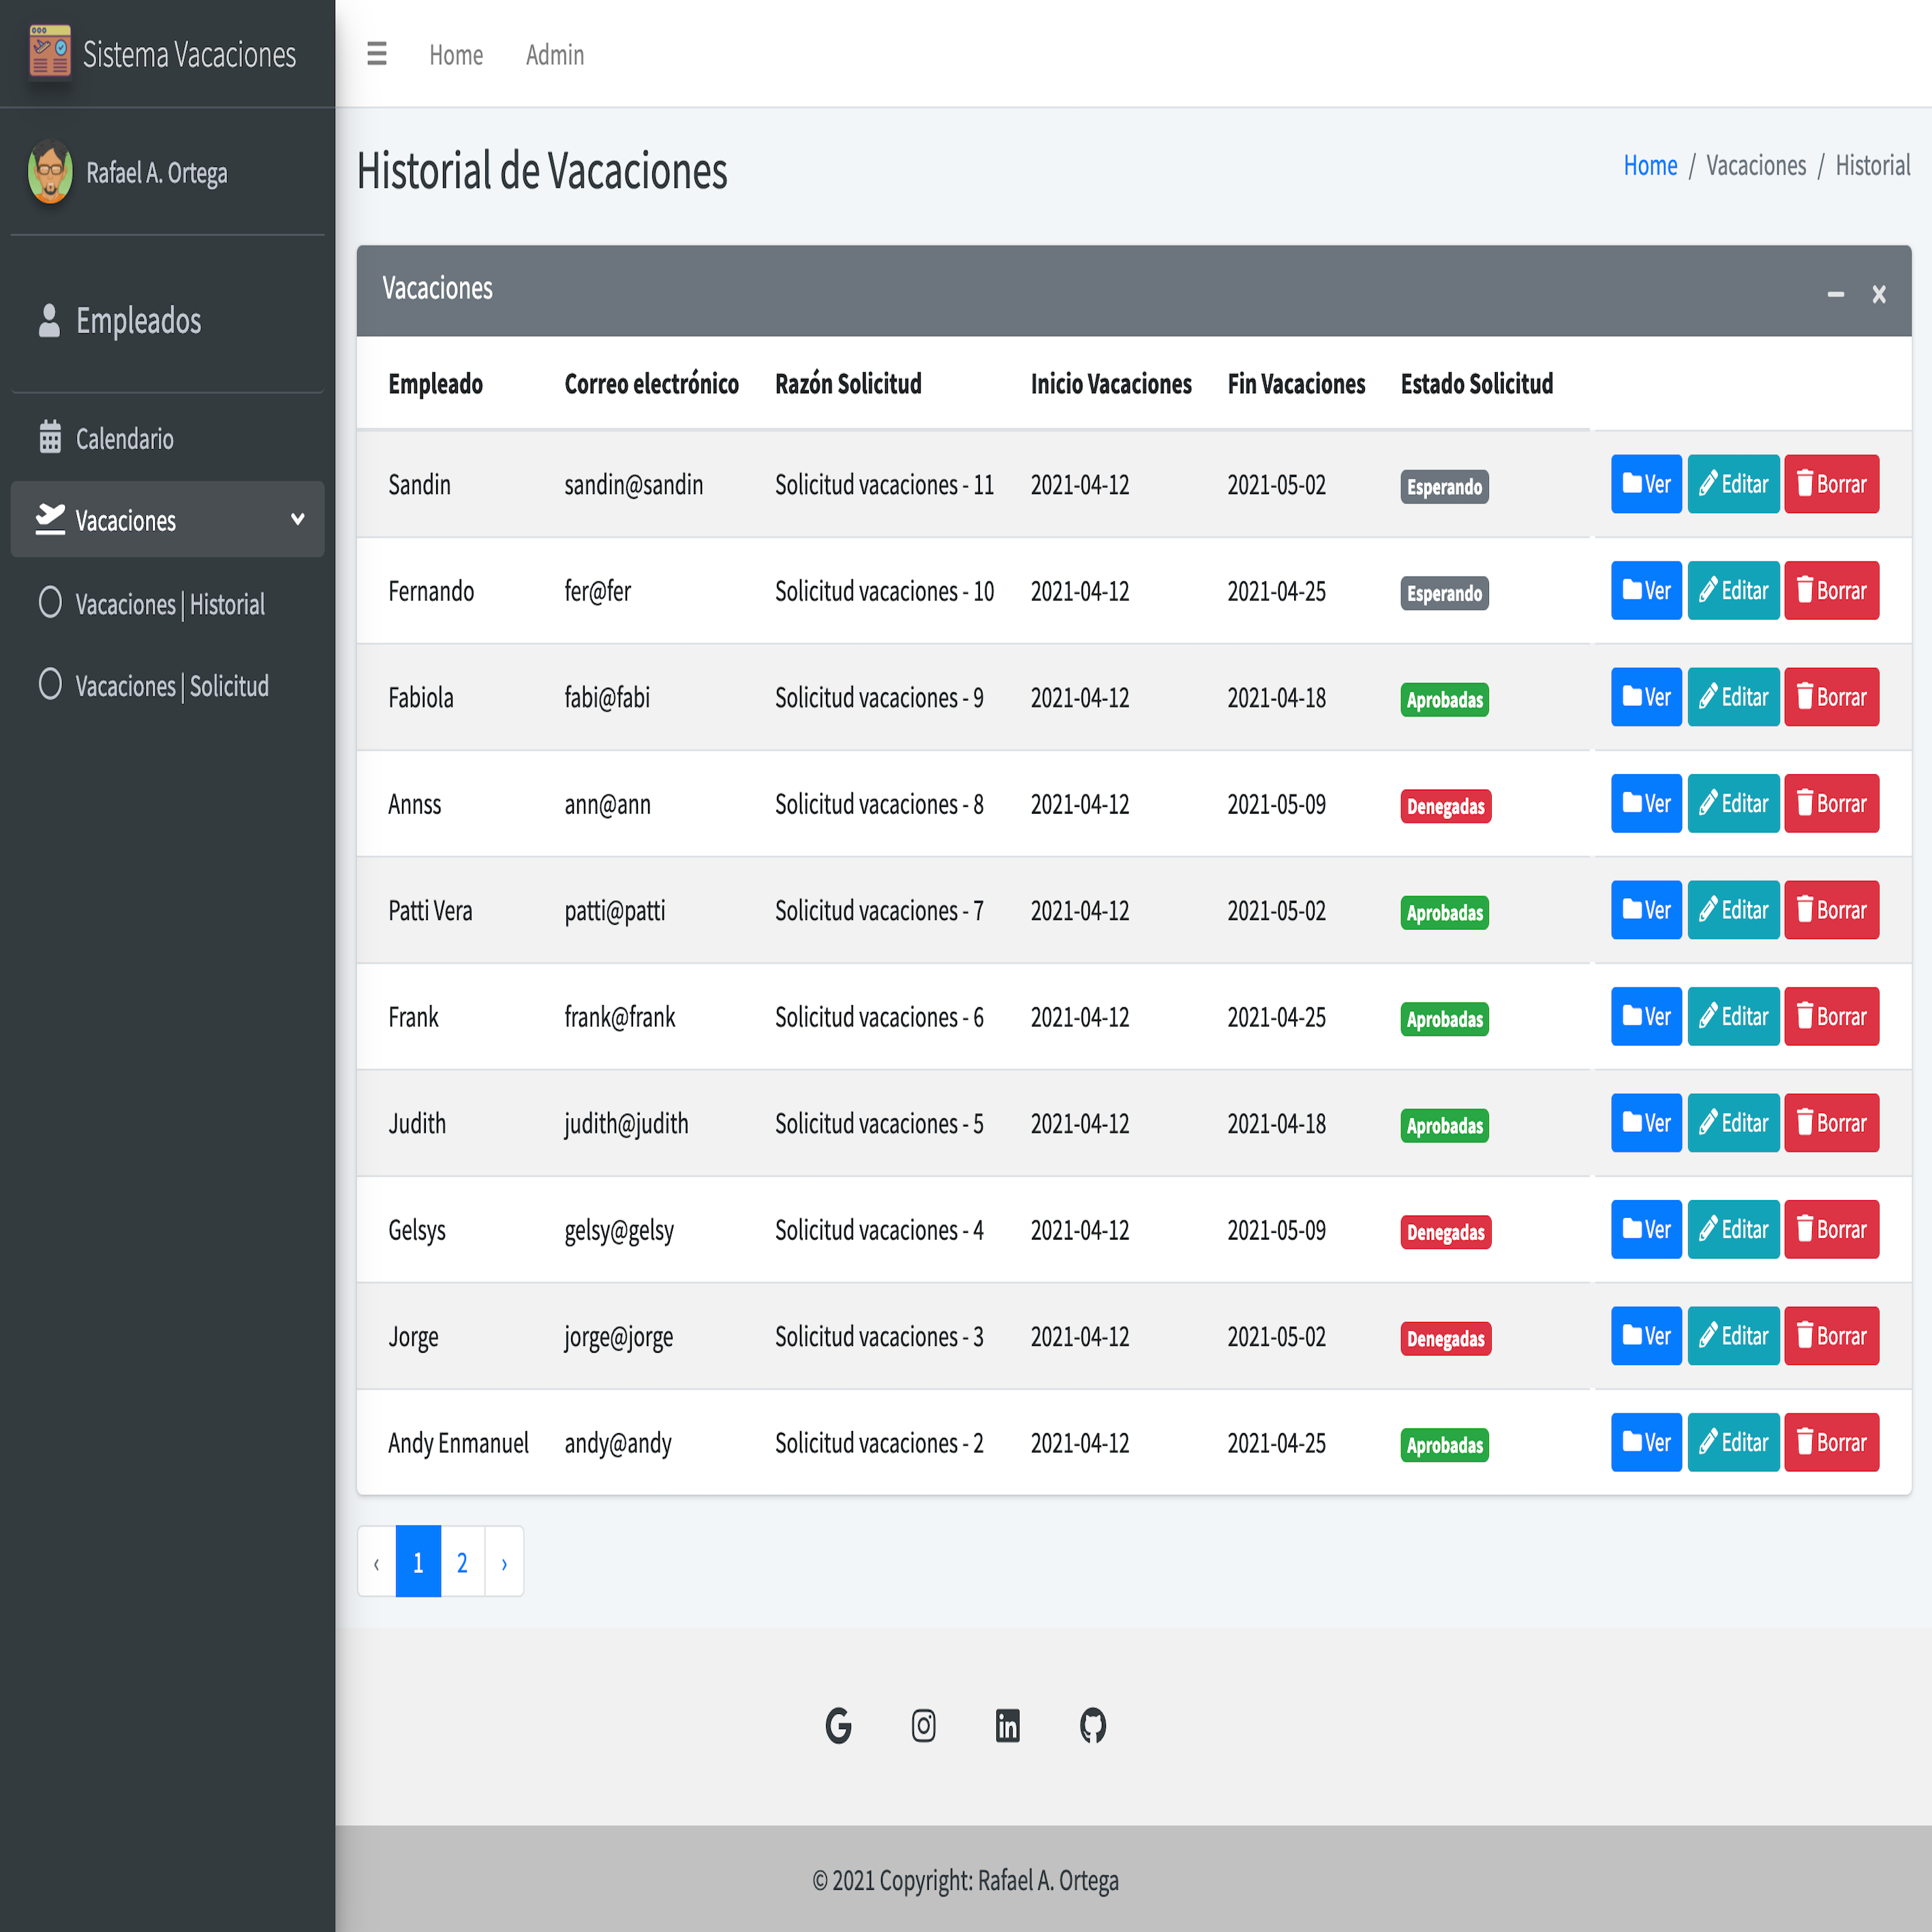 Sistema Vacaciones
Home Admin
Rafael A. Ortega
Empleados
Calendario
Vacaciones
Vacaciones | Historial
Vacaciones | Solicitud
Historial de Vacaciones
Home / Vacaciones / Historial
Vacaciones
Empleado Correo electrónico Razón Solicitud Inicio Vacaciones Fin Vacaciones Estado Solicitud
Sandin sandin@sandin Solicitud vacaciones - 11 2021-04-12 2021-05-02 Esperando Ver Editar Borrar
Fernando fer@fer Solicitud vacaciones - 10 2021-04-12 2021-04-25 Esperando Ver Editar Borrar
Fabiola fabi@fabi Solicitud vacaciones - 9 2021-04-12 2021-04-18 Aprobadas Ver Editar Borrar
Annss ann@ann Solicitud vacaciones - 8 2021-04-12 2021-05-09 Denegadas Ver Editar Borrar
Patti Vera patti@patti Solicitud vacaciones - 7 2021-04-12 2021-05-02 Aprobadas Ver Editar Borrar
Frank frank@frank Solicitud vacaciones - 6 2021-04-12 2021-04-25 Aprobadas Ver Editar Borrar
Judith judith@judith Solicitud vacaciones - 5 2021-04-12 2021-04-18 Aprobadas Ver Editar Borrar
Gelsys gelsy@gelsy Solicitud vacaciones - 4 2021-04-12 2021-05-09 Denegadas Ver Editar Borrar
Jorge jorge@jorge Solicitud vacaciones - 3 2021-04-12 2021-05-02 Denegadas Ver Editar Borrar
Andy Enmanuel andy@andy Solicitud vacaciones - 2 2021-04-12 2021-04-25 Aprobadas Ver Editar Borrar
‹ 1 2 ›
© 2021 Copyright: Rafael A. Ortega